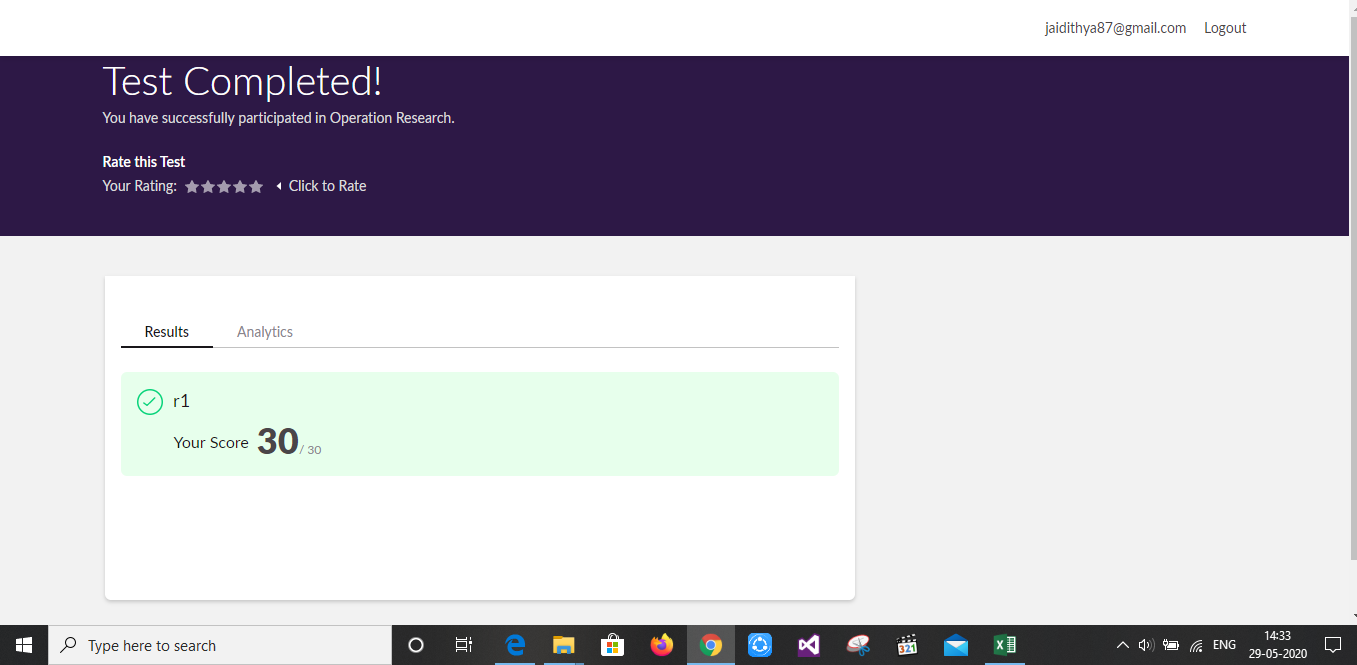 jaidithya87@gmail.com Logout
Test Completed!
You have successfully participated in Operation Research.
Rate this Test
Your Rating: Click to Rate
Results Analytics
r1
Your Score 30 / 30
Type here to search
321
ENG
14:33
29-05-2020